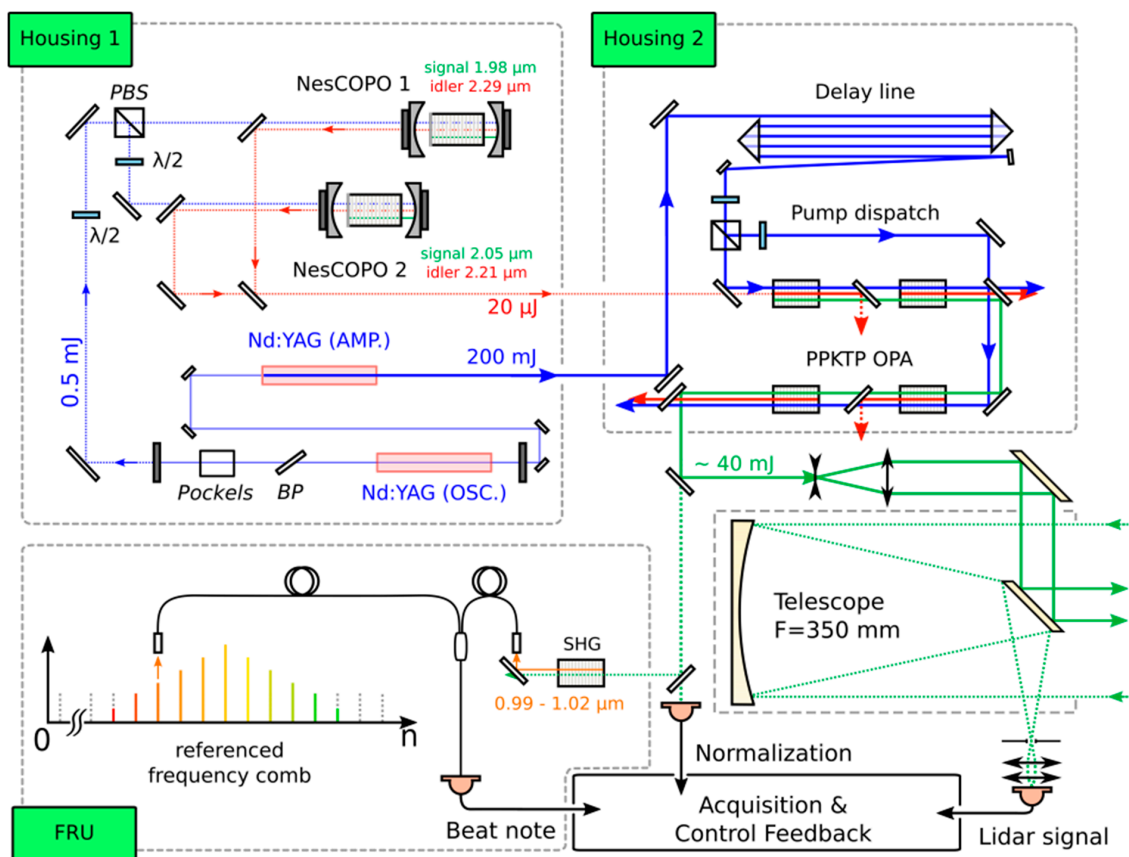 Housing 1
Housing 2
PBS
NesCOPO 1
signal 1.98 µm
idler 2.29 µm
λ/2
λ/2
NesCOPO 2
signal 2.05 µm
idler 2.21 µm
20 µJ
0.5 mJ
Nd:YAG (AMP.)
200 mJ
Pockels
BP
Nd:YAG (OSC.)
Delay line
Pump dispatch
PPKTP OPA
~ 40 mJ
Telescope
F=350 mm
SHG
0.99 - 1.02 µm
0
n
referenced
frequency comb
FRU
Beat note
Normalization
Acquisition &
Control Feedback
Lidar signal